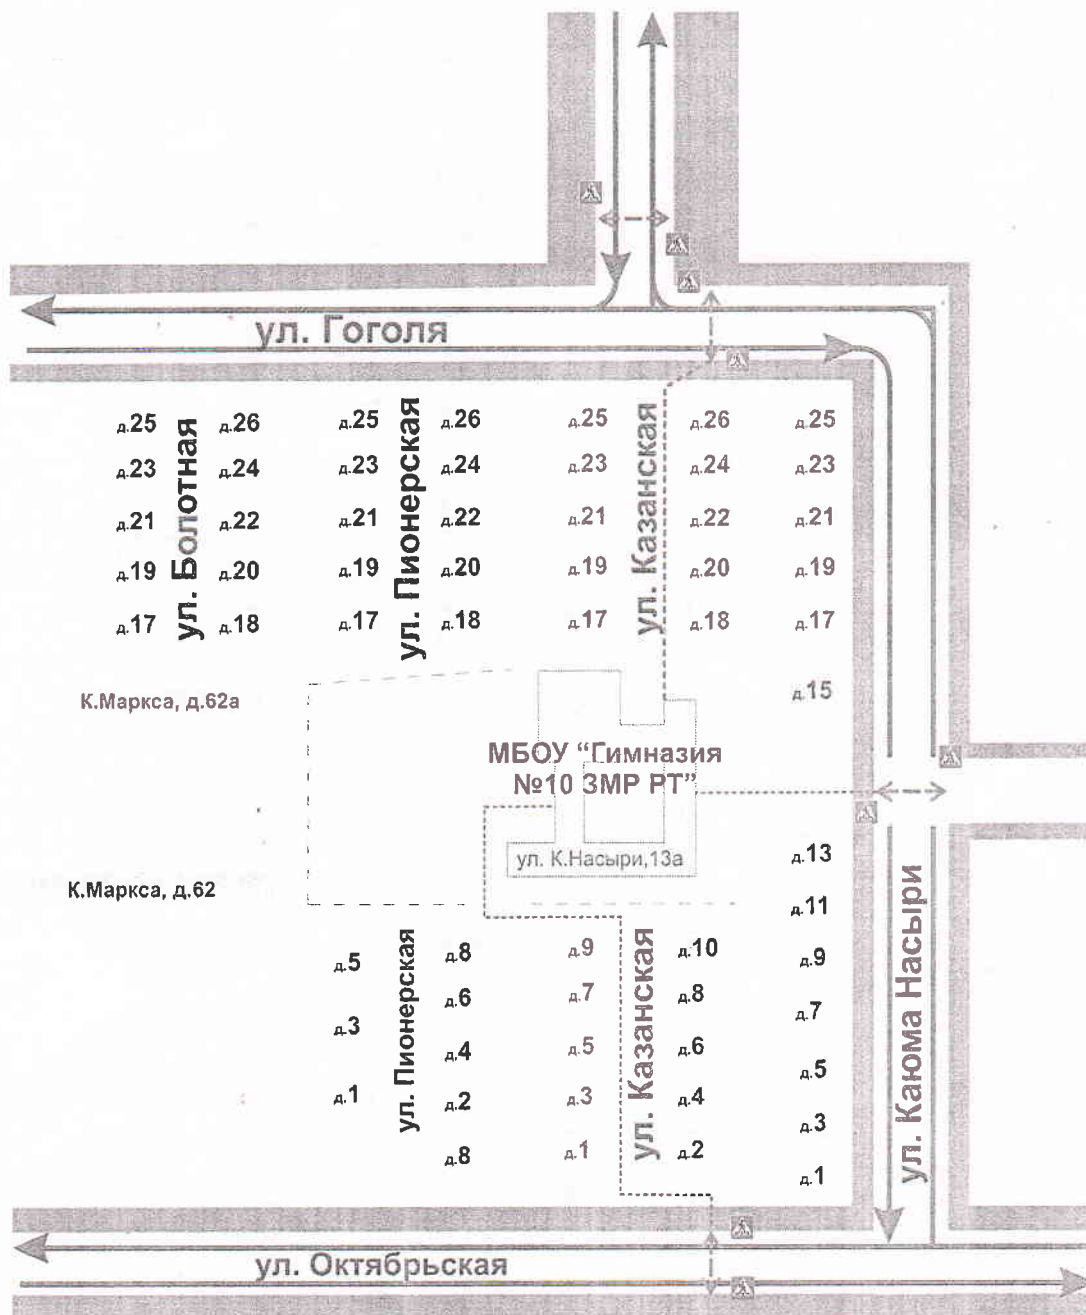 ул. Гоголя
д.25 ул. Болотная д.26 д.25 ул. Пионерская д.26 д.25 ул. Казанская д.26 д.25
д.23 д.24 д.23 д.24 д.23 д.24 д.23
д.21 д.22 д.21 д.22 д.21 д.22 д.21
д.19 д.20 д.19 д.20 д.19 д.20 д.19
д.17 д.18 д.17 д.18 д.17 д.18 д.17
К.Маркса, д.62а
д.15
МБОУ “Гимназия
№10 ЗМР РТ”
ул. К.Насыри,13а
К.Маркса, д.62
д.13
д.11
д.5
д.3
д.1
ул. Пионерская
д.8
д.6
д.4
д.2
д.8
д.9
д.7
д.5
д.3
д.1
ул. Казанская
д.10
д.8
д.6
д.4
д.2
д.9
д.7
д.5
д.3
д.1
ул. Каюма Насыри
ул. Октябрьская